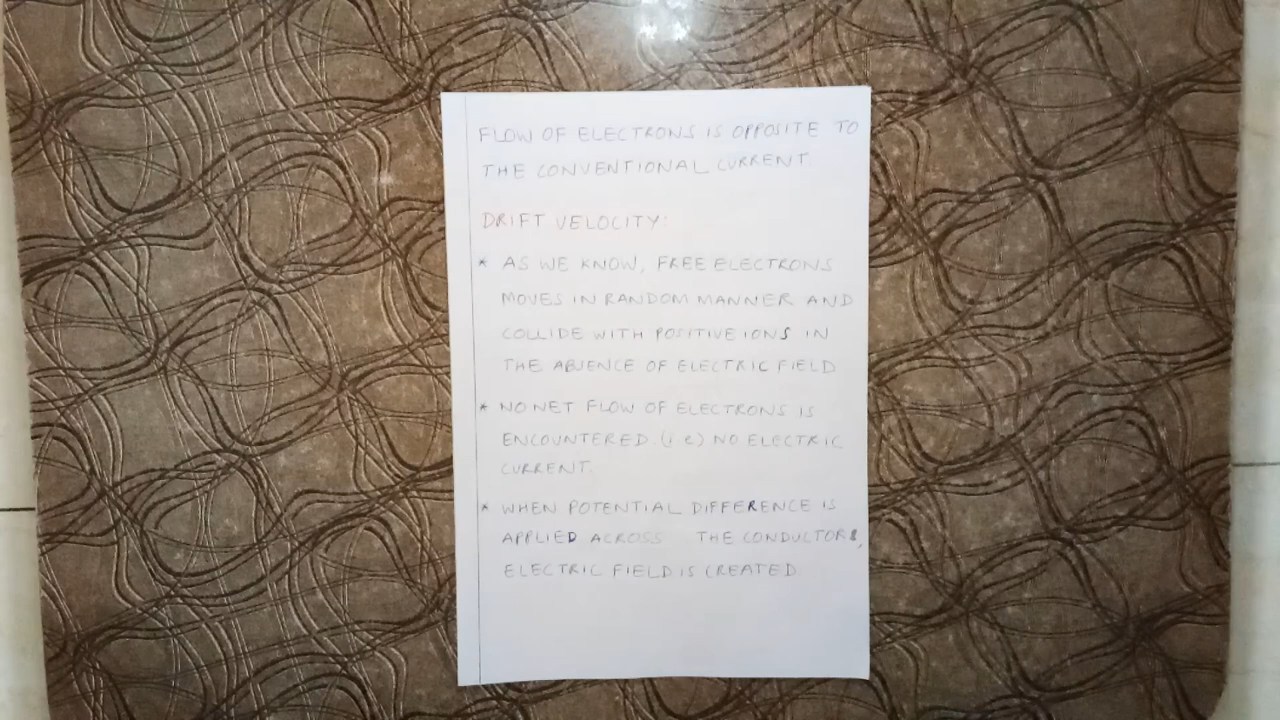 FLOW OF ELECTRONS IS OPPOSITE TO
THE CONVENTIONAL CURRENT
DRIFT VELOCITY:
* AS WE KNOW, FREE ELECTRONS
MOVES IN RANDOM MANNER AND
COLLIDE WITH POSITIVE IONS IN
THE ABSENCE OF ELECTRIC FIELD
* NO NET FLOW OF ELECTRONS IS
ENCOUNTERED. (i e) NO ELECTRIC
CURRENT.
* WHEN POTENTIAL DIFFERENCE IS
APPLIED ACROSS THE CONDUCTORS,
ELECTRIC FIELD IS CREATED